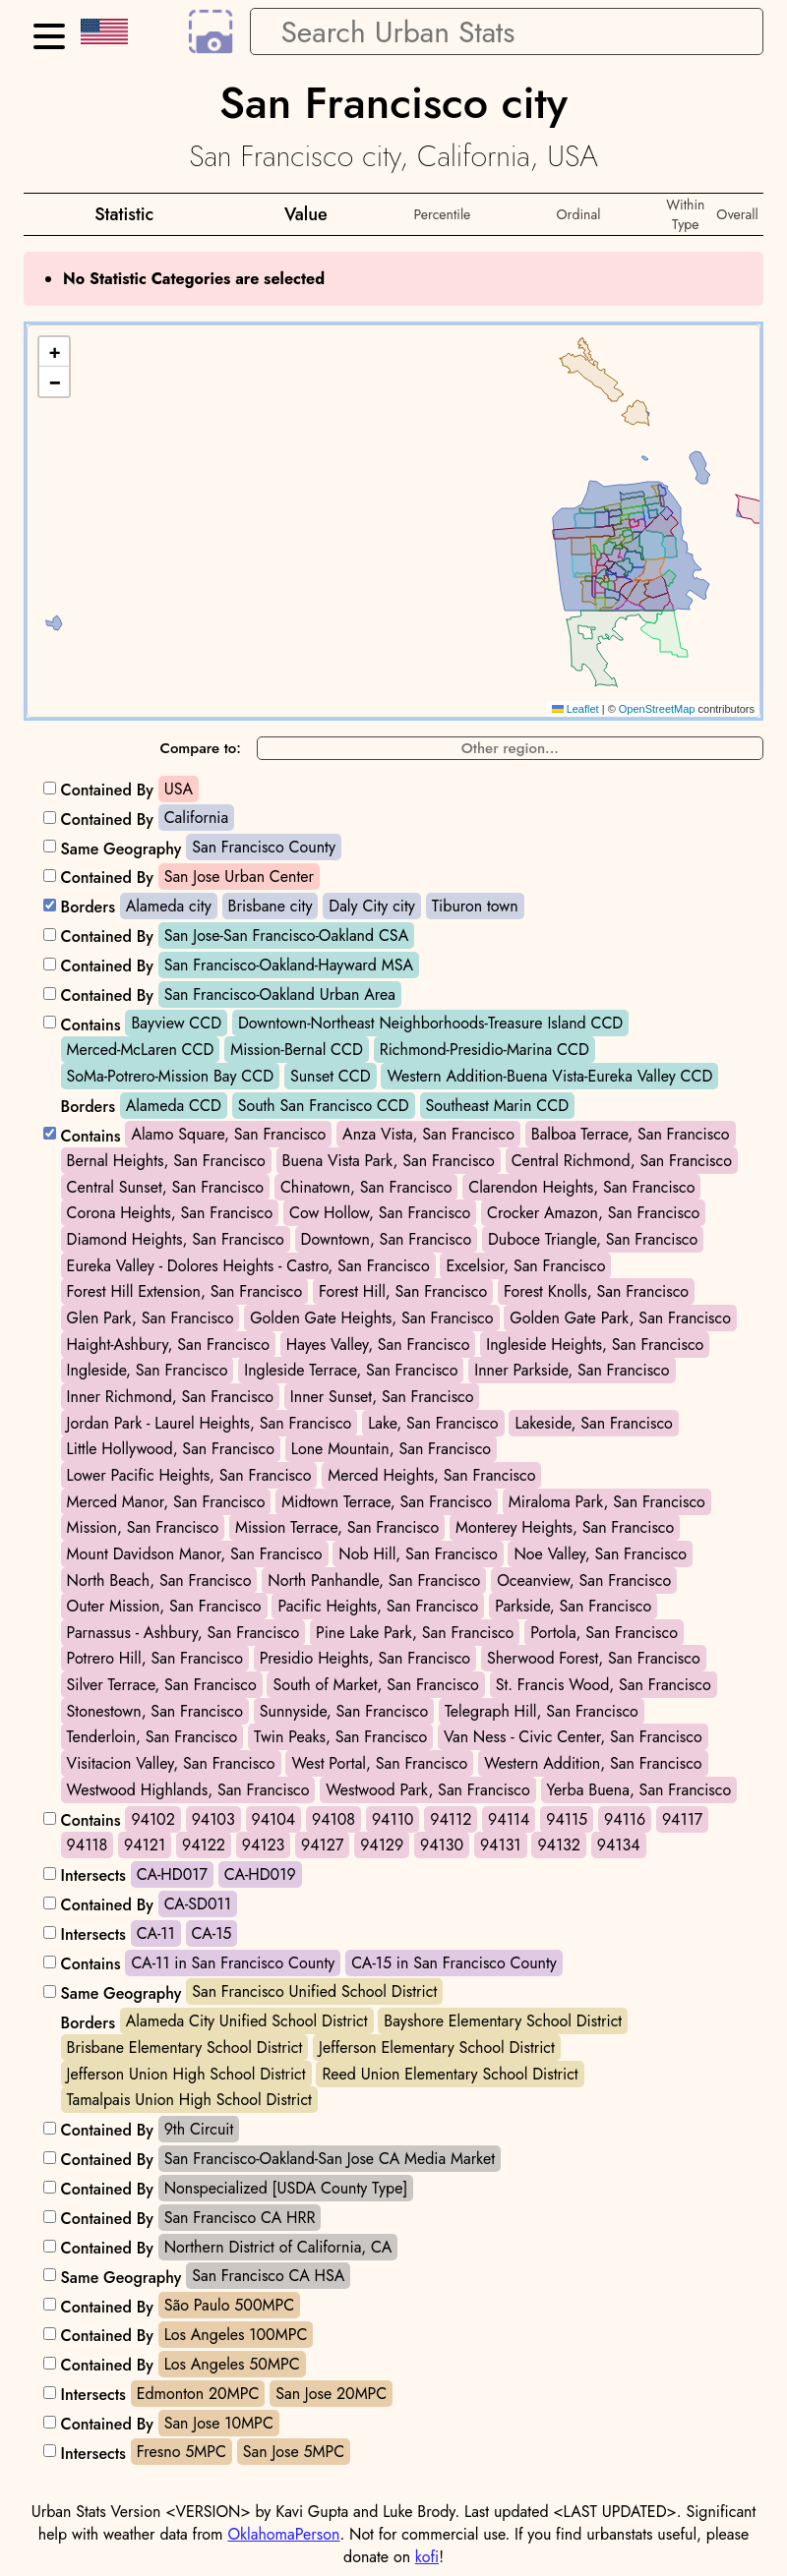 Search Urban Stats
San Francisco city
San Francisco city, California, USA
Statistic Value Percentile Ordinal Within Type Overall
No Statistic Categories are selected
+
−
Leaflet | © OpenStreetMap contributors
Compare to: Other region...
Contained By USA
Contained By California
Same Geography San Francisco County
Contained By San Jose Urban Center
Borders Alameda city Brisbane city Daly City city Tiburon town
Contained By San Jose-San Francisco-Oakland CSA
Contained By San Francisco-Oakland-Hayward MSA
Contained By San Francisco-Oakland Urban Area
Contains Bayview CCD Downtown-Northeast Neighborhoods-Treasure Island CCD
Merced-McLaren CCD Mission-Bernal CCD Richmond-Presidio-Marina CCD
SoMa-Potrero-Mission Bay CCD Sunset CCD Western Addition-Buena Vista-Eureka Valley CCD
Borders Alameda CCD South San Francisco CCD Southeast Marin CCD
Contains Alamo Square, San Francisco Anza Vista, San Francisco Balboa Terrace, San Francisco
Bernal Heights, San Francisco Buena Vista Park, San Francisco Central Richmond, San Francisco
Central Sunset, San Francisco Chinatown, San Francisco Clarendon Heights, San Francisco
Corona Heights, San Francisco Cow Hollow, San Francisco Crocker Amazon, San Francisco
Diamond Heights, San Francisco Downtown, San Francisco Duboce Triangle, San Francisco
Eureka Valley - Dolores Heights - Castro, San Francisco Excelsior, San Francisco
Forest Hill Extension, San Francisco Forest Hill, San Francisco Forest Knolls, San Francisco
Glen Park, San Francisco Golden Gate Heights, San Francisco Golden Gate Park, San Francisco
Haight-Ashbury, San Francisco Hayes Valley, San Francisco Ingleside Heights, San Francisco
Ingleside, San Francisco Ingleside Terrace, San Francisco Inner Parkside, San Francisco
Inner Richmond, San Francisco Inner Sunset, San Francisco
Jordan Park - Laurel Heights, San Francisco Lake, San Francisco Lakeside, San Francisco
Little Hollywood, San Francisco Lone Mountain, San Francisco
Lower Pacific Heights, San Francisco Merced Heights, San Francisco
Merced Manor, San Francisco Midtown Terrace, San Francisco Miraloma Park, San Francisco
Mission, San Francisco Mission Terrace, San Francisco Monterey Heights, San Francisco
Mount Davidson Manor, San Francisco Nob Hill, San Francisco Noe Valley, San Francisco
North Beach, San Francisco North Panhandle, San Francisco Oceanview, San Francisco
Outer Mission, San Francisco Pacific Heights, San Francisco Parkside, San Francisco
Parnassus - Ashbury, San Francisco Pine Lake Park, San Francisco Portola, San Francisco
Potrero Hill, San Francisco Presidio Heights, San Francisco Sherwood Forest, San Francisco
Silver Terrace, San Francisco South of Market, San Francisco St. Francis Wood, San Francisco
Stonestown, San Francisco Sunnyside, San Francisco Telegraph Hill, San Francisco
Tenderloin, San Francisco Twin Peaks, San Francisco Van Ness - Civic Center, San Francisco
Visitacion Valley, San Francisco West Portal, San Francisco Western Addition, San Francisco
Westwood Highlands, San Francisco Westwood Park, San Francisco Yerba Buena, San Francisco
Contains 94102 94103 94104 94108 94110 94112 94114 94115 94116 94117
94118 94121 94122 94123 94127 94129 94130 94131 94132 94134
Intersects CA-HD017 CA-HD019
Contained By CA-SD011
Intersects CA-11 CA-15
Contains CA-11 in San Francisco County CA-15 in San Francisco County
Same Geography San Francisco Unified School District
Borders Alameda City Unified School District Bayshore Elementary School District
Brisbane Elementary School District Jefferson Elementary School District
Jefferson Union High School District Reed Union Elementary School District
Tamalpais Union High School District
Contained By 9th Circuit
Contained By San Francisco-Oakland-San Jose CA Media Market
Contained By Nonspecialized [USDA County Type]
Contained By San Francisco CA HRR
Contained By Northern District of California, CA
Same Geography San Francisco CA HSA
Contained By São Paulo 500MPC
Contained By Los Angeles 100MPC
Contained By Los Angeles 50MPC
Intersects Edmonton 20MPC San Jose 20MPC
Contained By San Jose 10MPC
Intersects Fresno 5MPC San Jose 5MPC
Urban Stats Version <VERSION> by Kavi Gupta and Luke Brody. Last updated <LAST UPDATED>. Significant
help with weather data from OklahomaPerson. Not for commercial use. If you find urbanstats useful, please
donate on kofi!